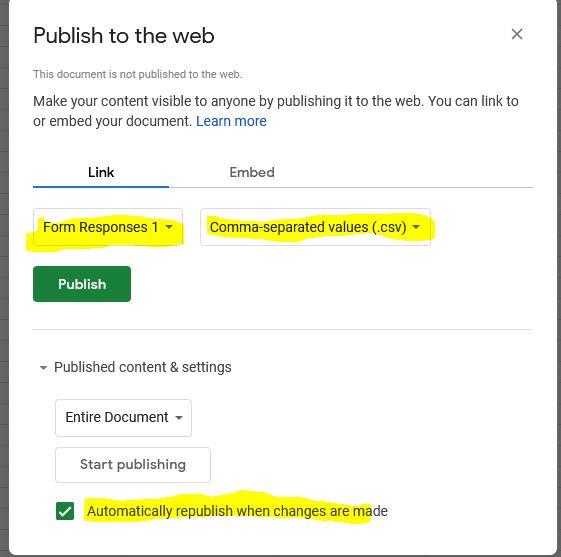 Publish to the web
This document is not published to the web.
Make your content visible to anyone by publishing it to the web. You can link to
or embed your document. Learn more
Link Embed
Form Responses 1 Comma-separated values (.csv)
Publish
Published content & settings
Entire Document
Start publishing
Automatically republish when changes are made